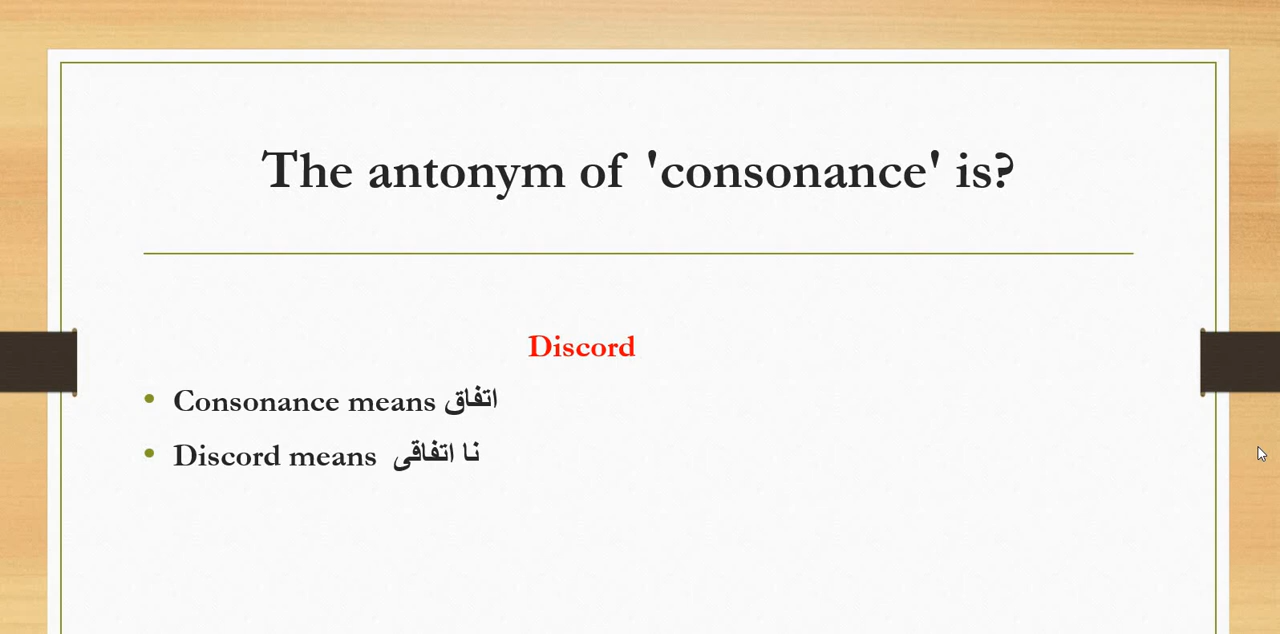 The antonym of 'consonance' is?
Discord
• Consonance means اتفاق
• Discord means نا اتفاقی